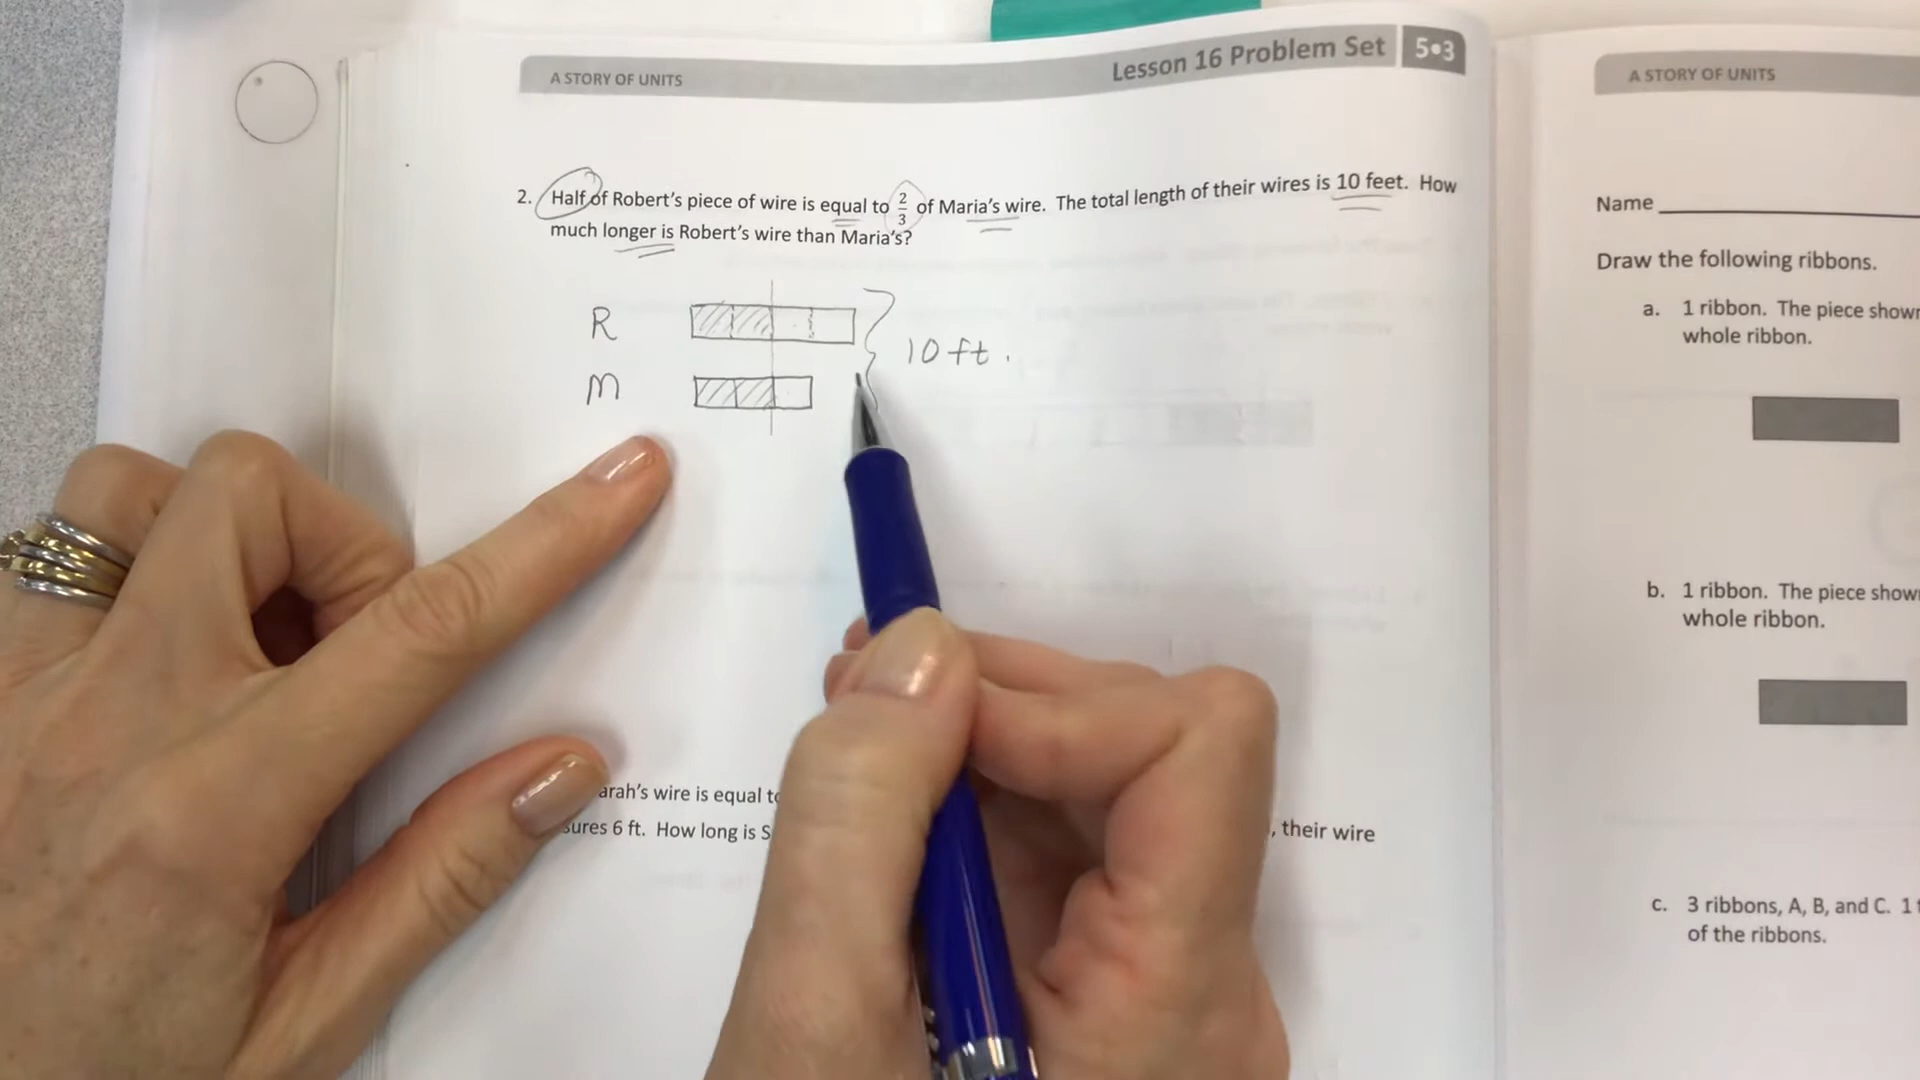 A STORY OF UNITS
Lesson 16 Problem Set 5•3
2. Half of Robert's piece of wire is equal to 2/3 of Maria's wire. The total length of their wires is 10 feet. How
much longer is Robert's wire than Maria's?
R
10 ft.
M
arah's wire is equal to
sures 6 ft. How long is S
, their wire
A STORY OF UNITS
Name
Draw the following ribbons.
a. 1 ribbon. The piece shown
whole ribbon.
b. 1 ribbon. The piece shown
whole ribbon.
c. 3 ribbons, A, B, and C. 1
of the ribbons.